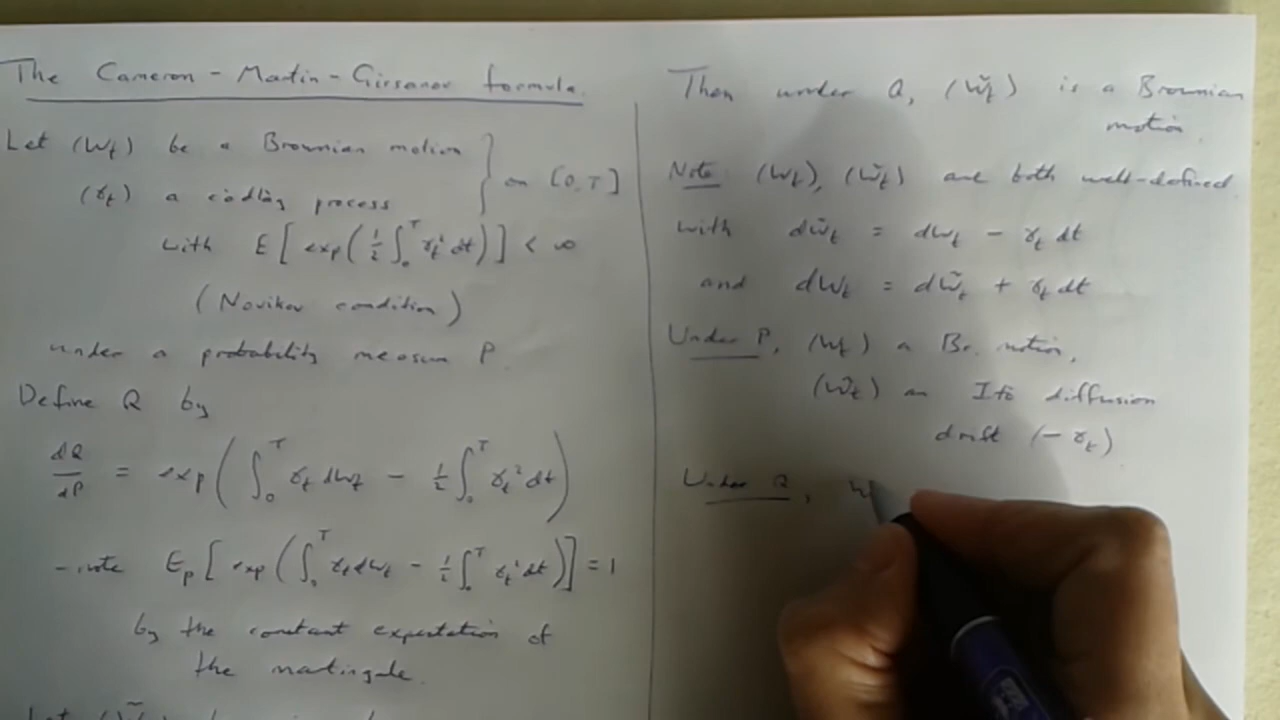 The Cameron-Martin-Girsanov formula.
Let (Wₜ) be a Brownian motion
(γₜ) a càdlàg process
} on [0,T]
with E[exp(½∫₀ᵀ γₜ² dt)] < ∞
(Novikov condition)
under a probability measure P.
Define Q by
dQ/dP = exp(∫₀ᵀ γₜ dWₜ - ½∫₀ᵀ γₜ² dt)
- note E_P[exp(∫₀ᵀ γₜ dWₜ - ½∫₀ᵀ γₜ² dt)] = 1
by the constant expectation of
the martingale.
Let (W̃ₜ)
Then under Q, (W̃ₜ) is a Brownian
motion.
Note: (Wₜ), (W̃ₜ) are both well-defined.
with dW̃ₜ = dWₜ - γₜ dt
and dWₜ = dW̃ₜ + γₜ dt
Under P, (Wₜ) a Br. motion,
(W̃ₜ) an Ito diffusion
drift (-γₜ)
Under Q, W